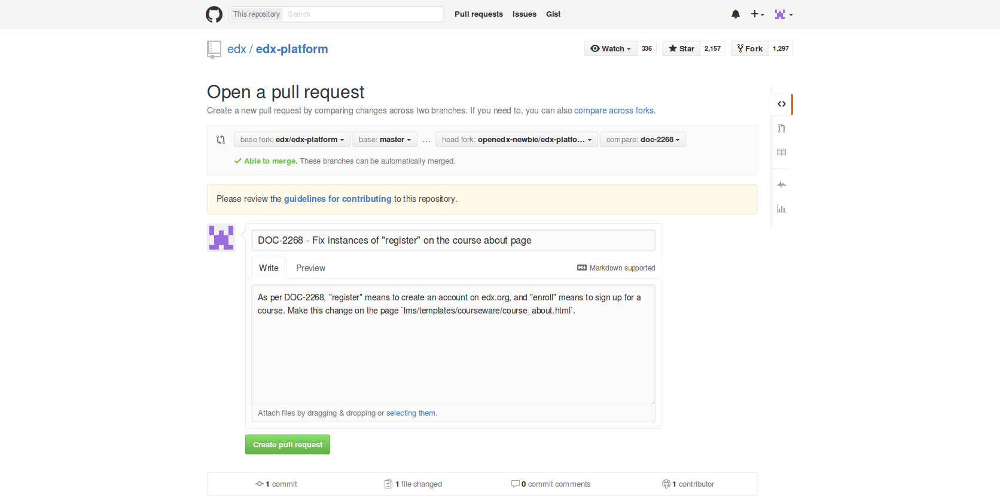 This repository Search Pull requests Issues Gist
edx / edx-platform Watch 336 Star 2,157 Fork 1,297
Open a pull request
Create a new pull request by comparing changes across two branches. If you need to, you can also compare across forks.
base fork: edx/edx-platform base: master ... head fork: openedx-newbie/edx-platfo... compare: doc-2268
Able to merge. These branches can be automatically merged.
Please review the guidelines for contributing to this repository.
DOC-2268 - Fix instances of "register" on the course about page
Write Preview Markdown supported
As per DOC-2268, "register" means to create an account on edx.org, and "enroll" means to sign up for a
course. Make this change on the page `lms/templates/courseware/course_about.html`.
Attach files by dragging & dropping or selecting them.
Create pull request
1 commit 1 file changed 0 commit comments 1 contributor